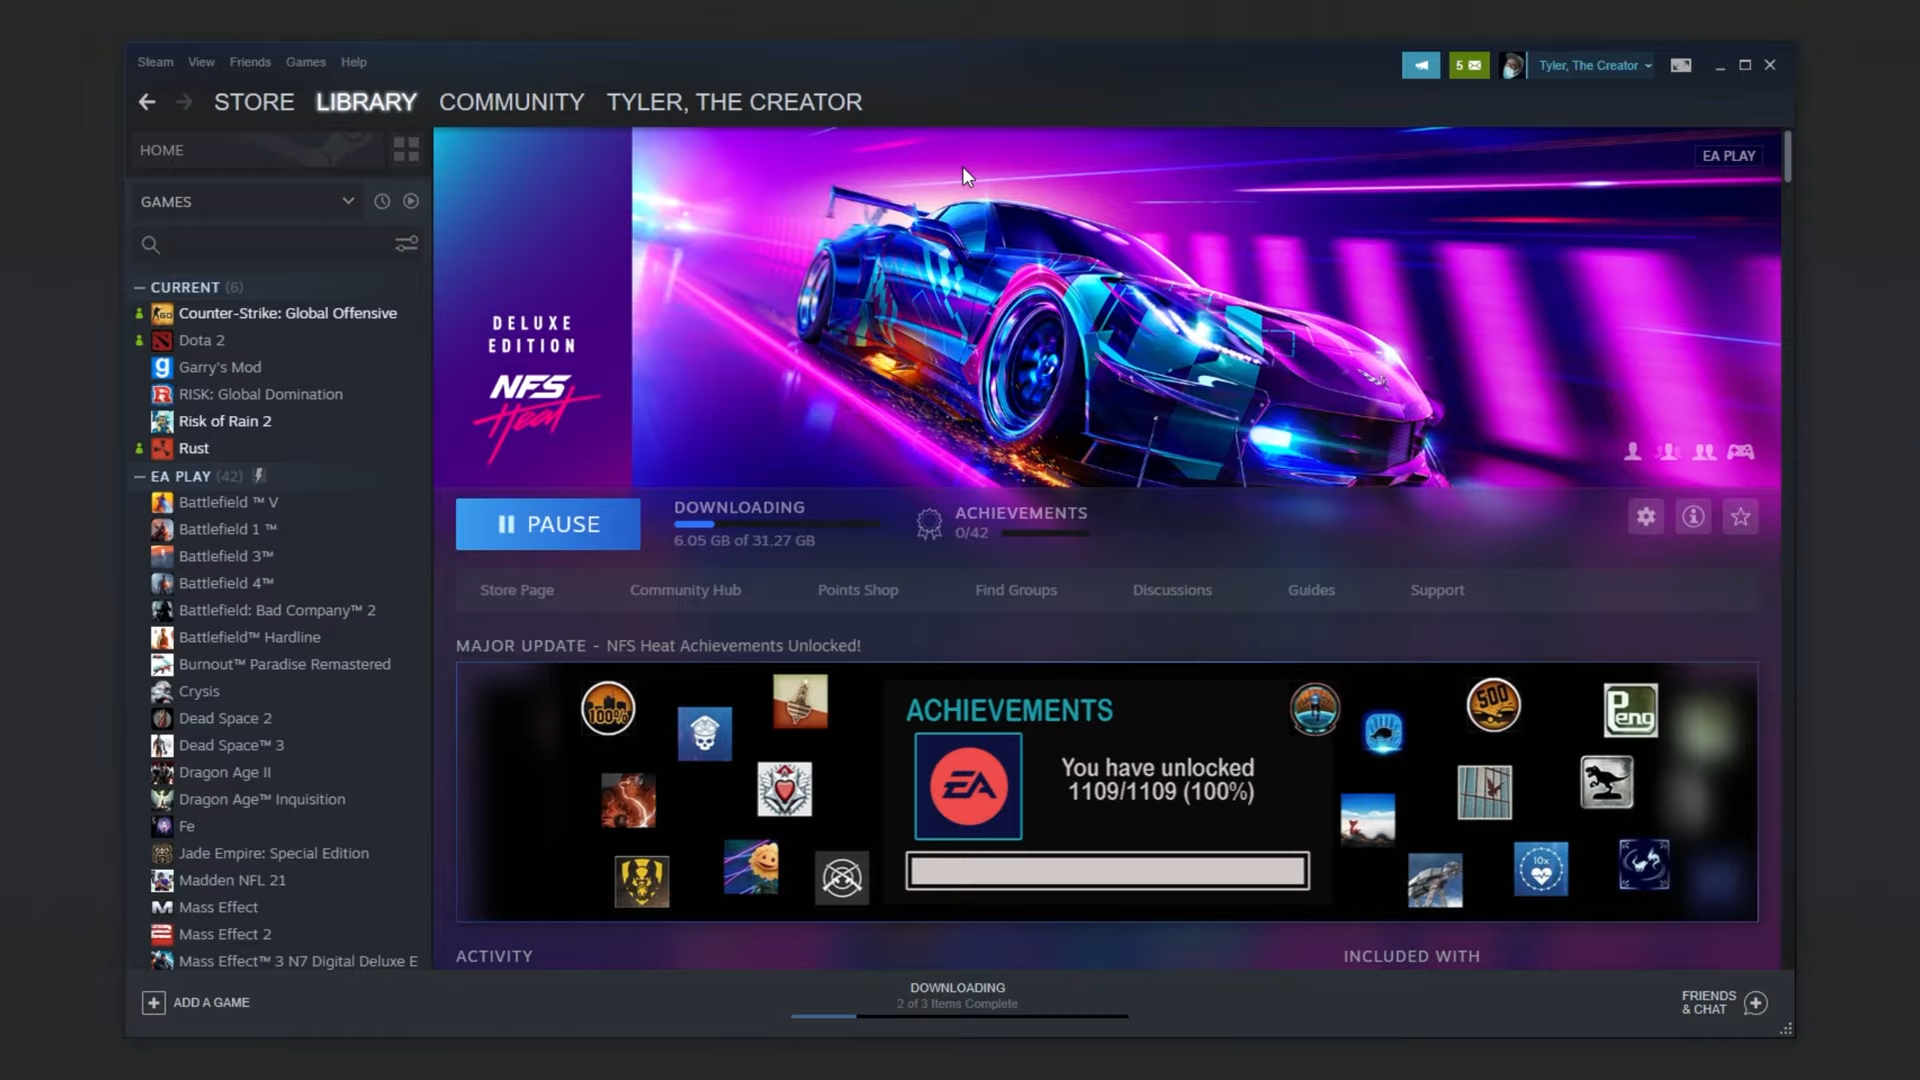 Steam View Friends Games Help
5
Tyler, The Creator
STORE LIBRARY COMMUNITY TYLER, THE CREATOR
HOME
GAMES
CURRENT (6)
Counter-Strike: Global Offensive
Dota 2
Garry's Mod
RISK: Global Domination
Risk of Rain 2
Rust
EA PLAY (42)
Battlefield ™ V
Battlefield 1 ™
Battlefield 3™
Battlefield 4™
Battlefield: Bad Company™ 2
Battlefield™ Hardline
Burnout™ Paradise Remastered
Crysis
Dead Space 2
Dead Space™ 3
Dragon Age II
Dragon Age™ Inquisition
Fe
Jade Empire: Special Edition
Madden NFL 21
Mass Effect
Mass Effect 2
Mass Effect™ 3 N7 Digital Deluxe E
ADD A GAME
EA PLAY
DELUXE
EDITION
NFS
Heat
PAUSE
DOWNLOADING
6.05 GB of 31.27 GB
ACHIEVEMENTS
0/42
Store Page Community Hub Points Shop Find Groups Discussions Guides Support
MAJOR UPDATE - NFS Heat Achievements Unlocked!
100%
ACHIEVEMENTS
EA
You have unlocked
1109/1109 (100%)
500
Peng
10x
ACTIVITY
INCLUDED WITH
DOWNLOADING
2 of 3 Items Complete
FRIENDS
& CHAT